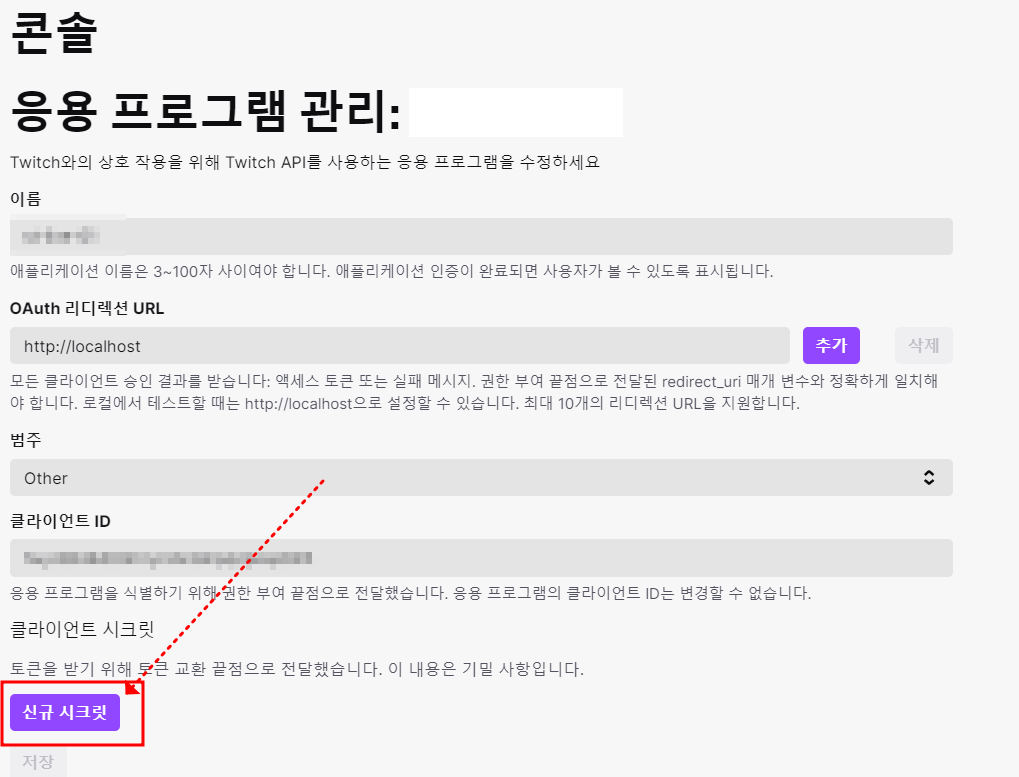 콘솔
응용 프로그램 관리:
Twitch와의 상호 작용을 위해 Twitch API를 사용하는 응용 프로그램을 수정하세요
이름
애플리케이션 이름은 3~100자 사이여야 합니다. 애플리케이션 인증이 완료되면 사용자가 볼 수 있도록 표시됩니다.
OAuth 리디렉션 URL
http://localhost
추가
삭제
모든 클라이언트 승인 결과를 받습니다: 액세스 토큰 또는 실패 메시지. 권한 부여 끝점으로 전달된 redirect_uri 매개 변수와 정확하게 일치해
야 합니다. 로컬에서 테스트할 때는 http://localhost으로 설정할 수 있습니다. 최대 10개의 리디렉션 URL을 지원합니다.
범주
Other
클라이언트 ID
응용 프로그램을 식별하기 위해 권한 부여 끝점으로 전달했습니다. 응용 프로그램의 클라이언트 ID는 변경할 수 없습니다.
클라이언트 시크릿
토큰을 받기 위해 토큰 교환 끝점으로 전달했습니다. 이 내용은 기밀 사항입니다.
신규 시크릿
저장